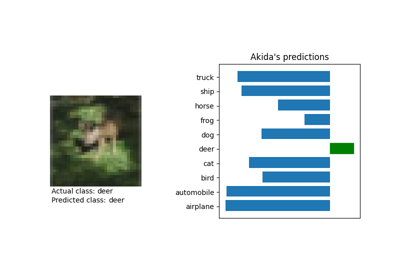 Akida's predictions
truck
ship
horse
frog
dog
deer
cat
bird
automobile
airplane
Actual class: deer
Predicted class: deer